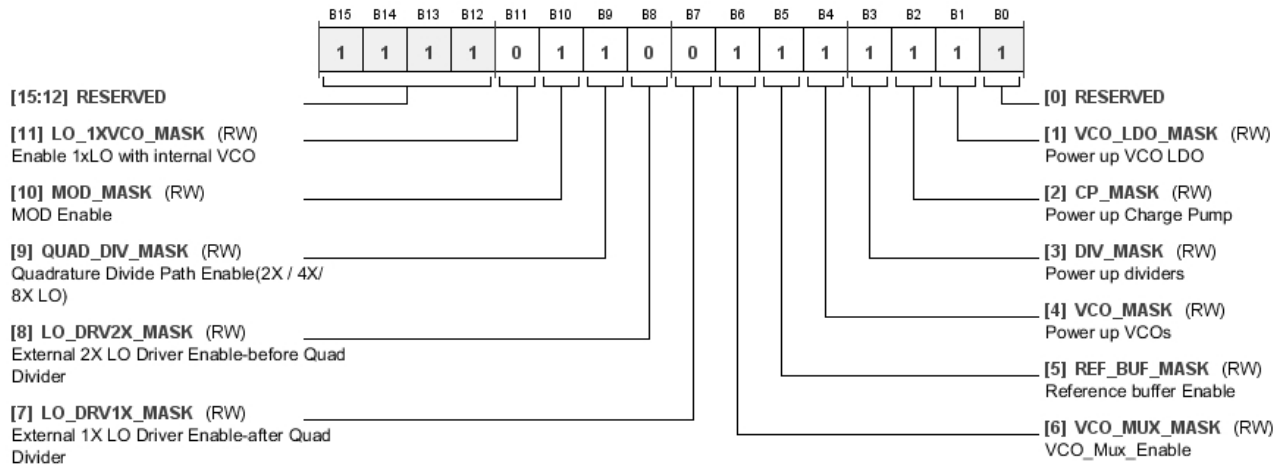 B15 B14 B13 B12 B11 B10 B9 B8 B7 B6 B5 B4 B3 B2 B1 B0
1 1 1 1 0 1 1 0 0 1 1 1 1 1 1 1
[15:12] RESERVED
[11] LO_1XVCO_MASK (RW)
Enable 1xLO with internal VCO
[10] MOD_MASK (RW)
MOD Enable
[9] QUAD_DIV_MASK (RW)
Quadrature Divide Path Enable(2X / 4X/
8X LO)
[8] LO_DRV2X_MASK (RW)
External 2X LO Driver Enable-before Quad
Divider
[7] LO_DRV1X_MASK (RW)
External 1X LO Driver Enable-after Quad
Divider
[0] RESERVED
[1] VCO_LDO_MASK (RW)
Power up VCO LDO
[2] CP_MASK (RW)
Power up Charge Pump
[3] DIV_MASK (RW)
Power up dividers
[4] VCO_MASK (RW)
Power up VCOs
[5] REF_BUF_MASK (RW)
Reference buffer Enable
[6] VCO_MUX_MASK (RW)
VCO_Mux_Enable